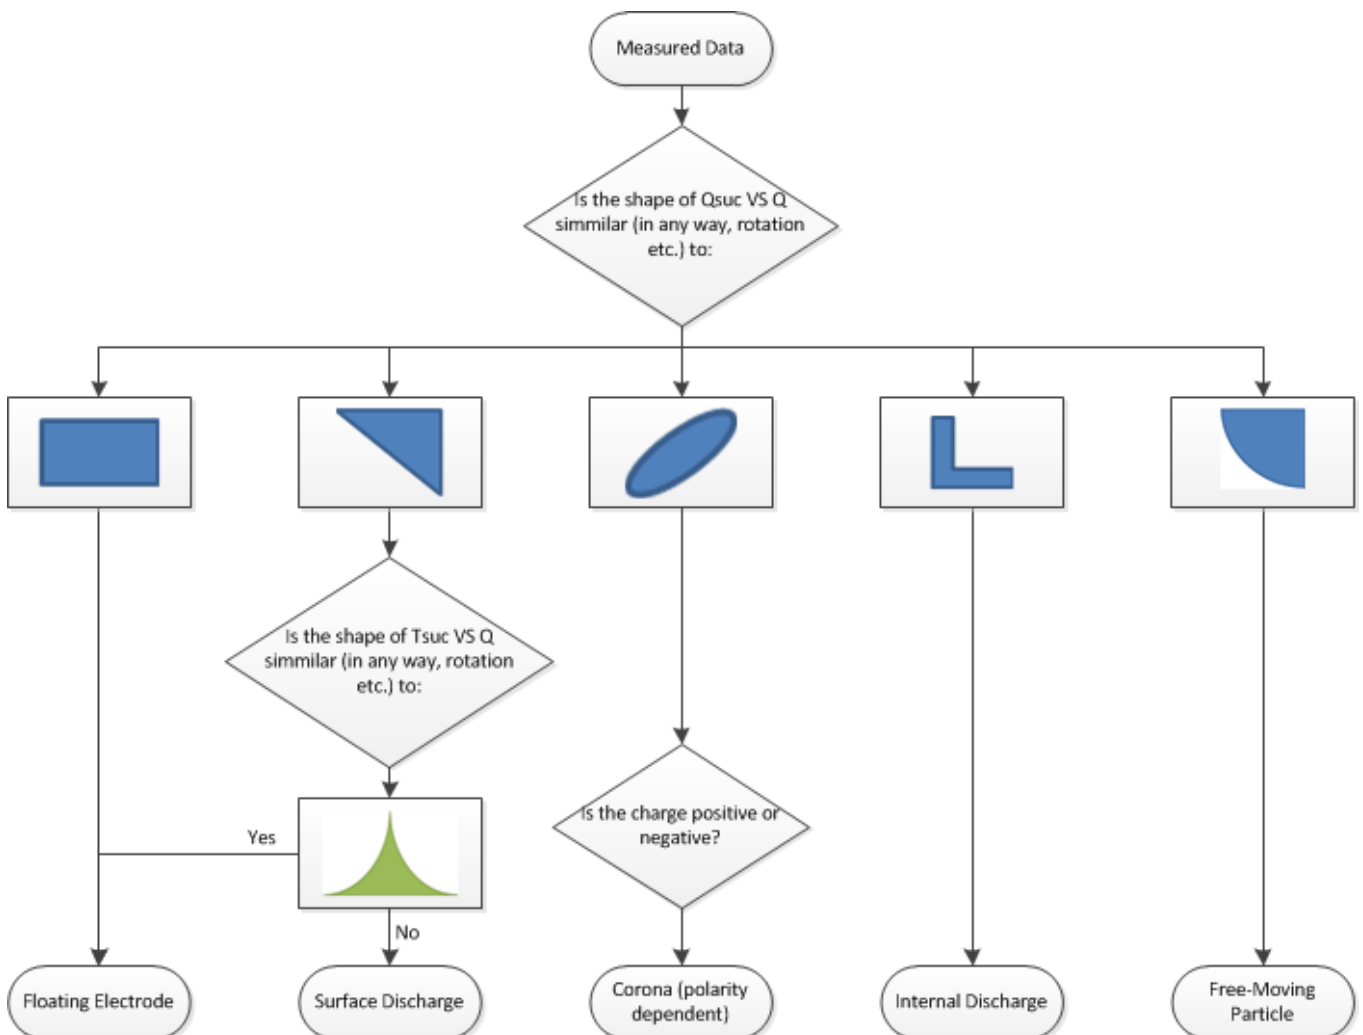 Measured Data
Is the shape of Qsuc VS Q
simmilar (in any way, rotation
etc.) to:
Is the shape of Tsuc VS Q
simmilar (in any way, rotation
etc.) to:
Is the charge positive or
negative?
Yes
No
Floating Electrode
Surface Discharge
Corona (polarity
dependent)
Internal Discharge
Free-Moving
Particle